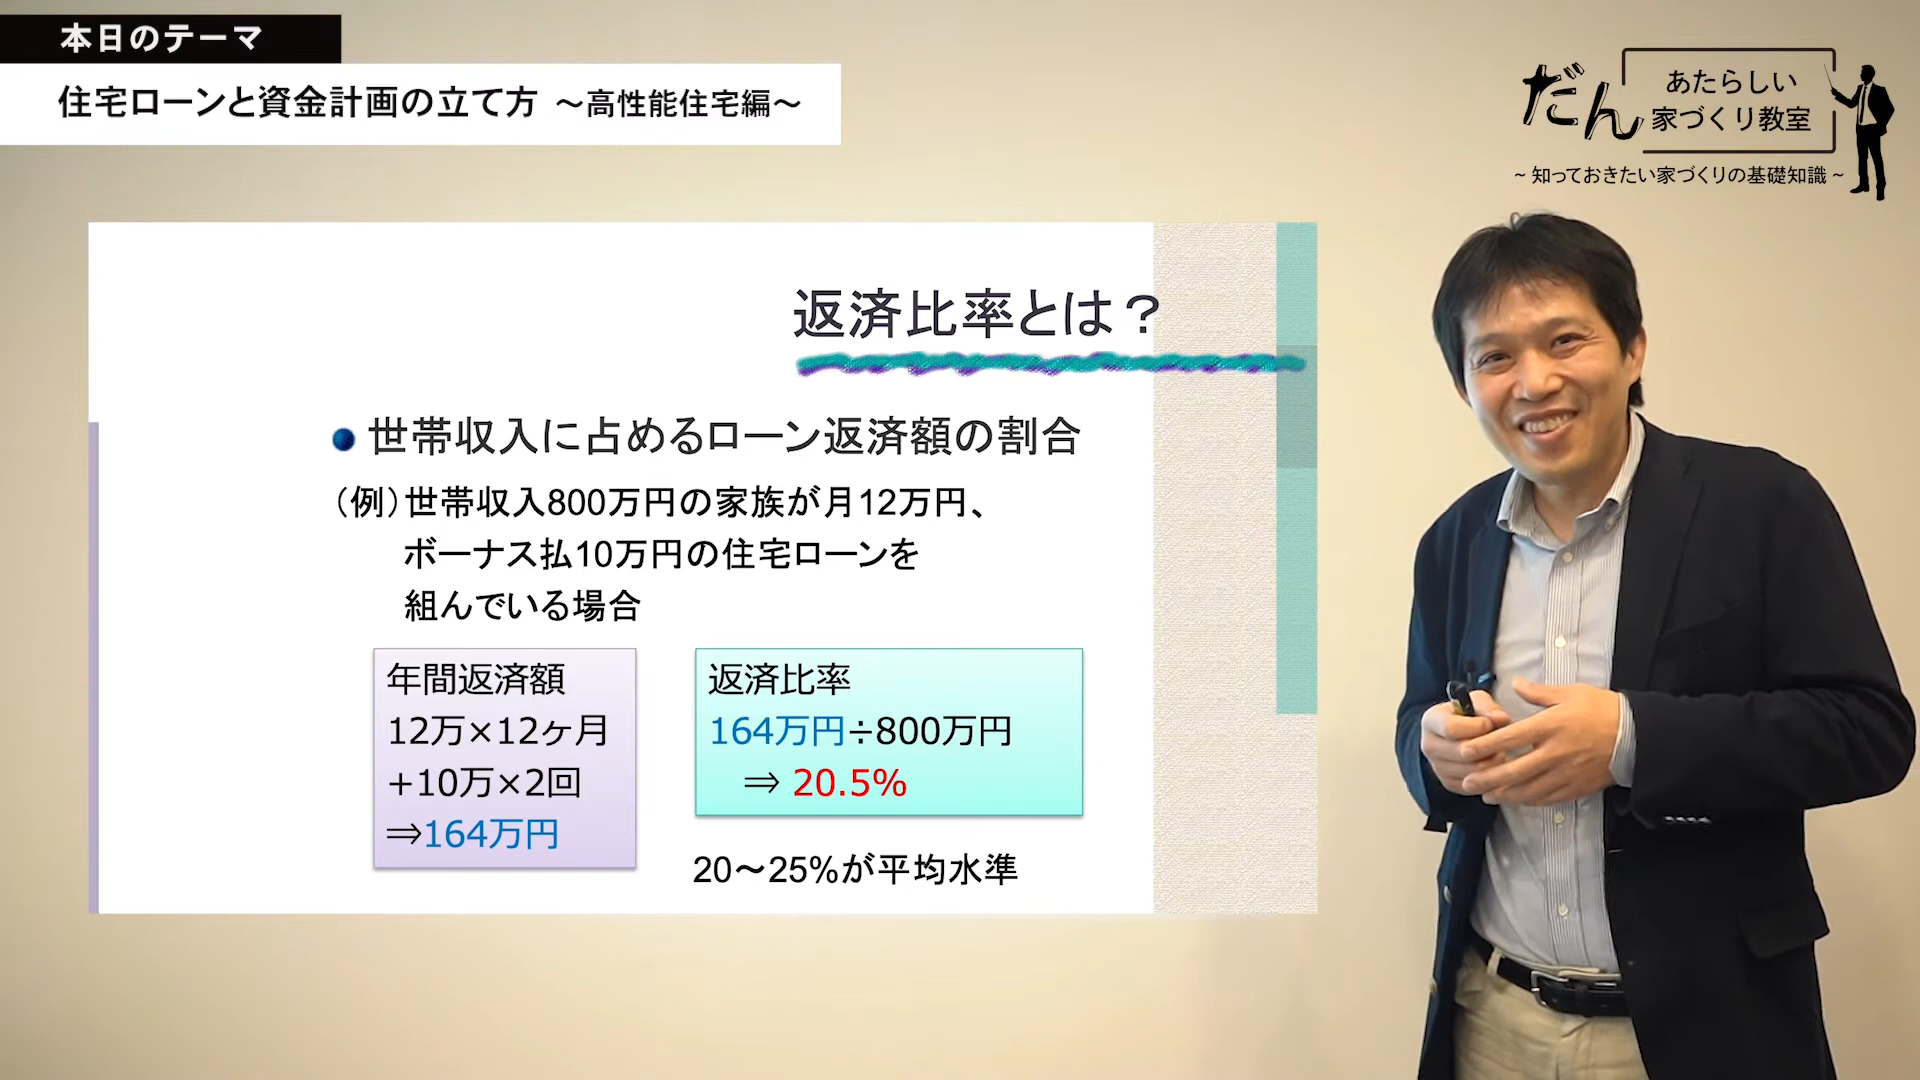 本日のテーマ
住宅ローンと資金計画の立て方 ～高性能住宅編～
だん
あたらしい
家づくり教室
~ 知っておきたい家づくりの基礎知識 ~
返済比率とは？
世帯収入に占めるローン返済額の割合
（例）世帯収入800万円の家族が月12万円、
ボーナス払10万円の住宅ローンを
組んでいる場合
年間返済額
12万×12ヶ月
+10万×2回
⇒164万円
返済比率
164万円÷800万円
⇒ 20.5%
20～25%が平均水準